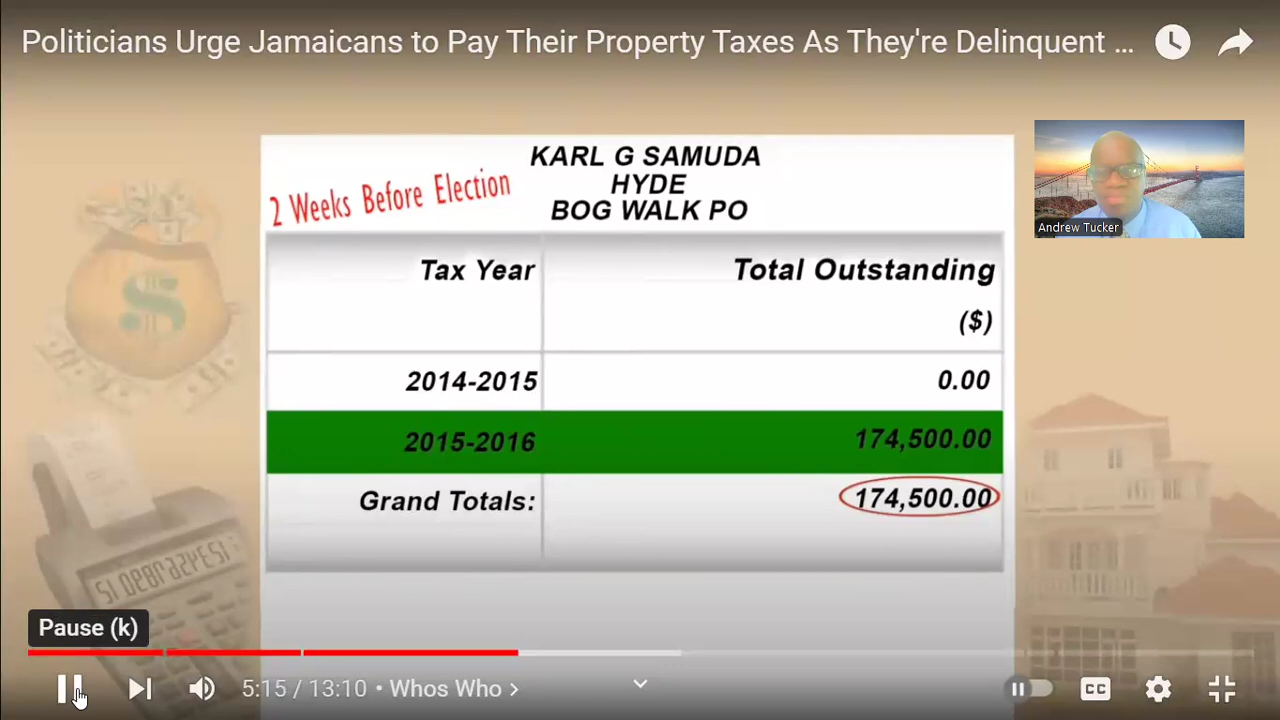 Politicians Urge Jamaicans to Pay Their Property Taxes As They're Delinquent ...
KARL G SAMUDA
HYDE
BOG WALK PO
2 Weeks Before Election
Andrew Tucker
Tax Year
Total Outstanding
($)
2014-2015
0.00
2015-2016
174,500.00
Grand Totals:
174,500.00
Pause (k)
5:15 / 13:10 • Whos Who >
CC